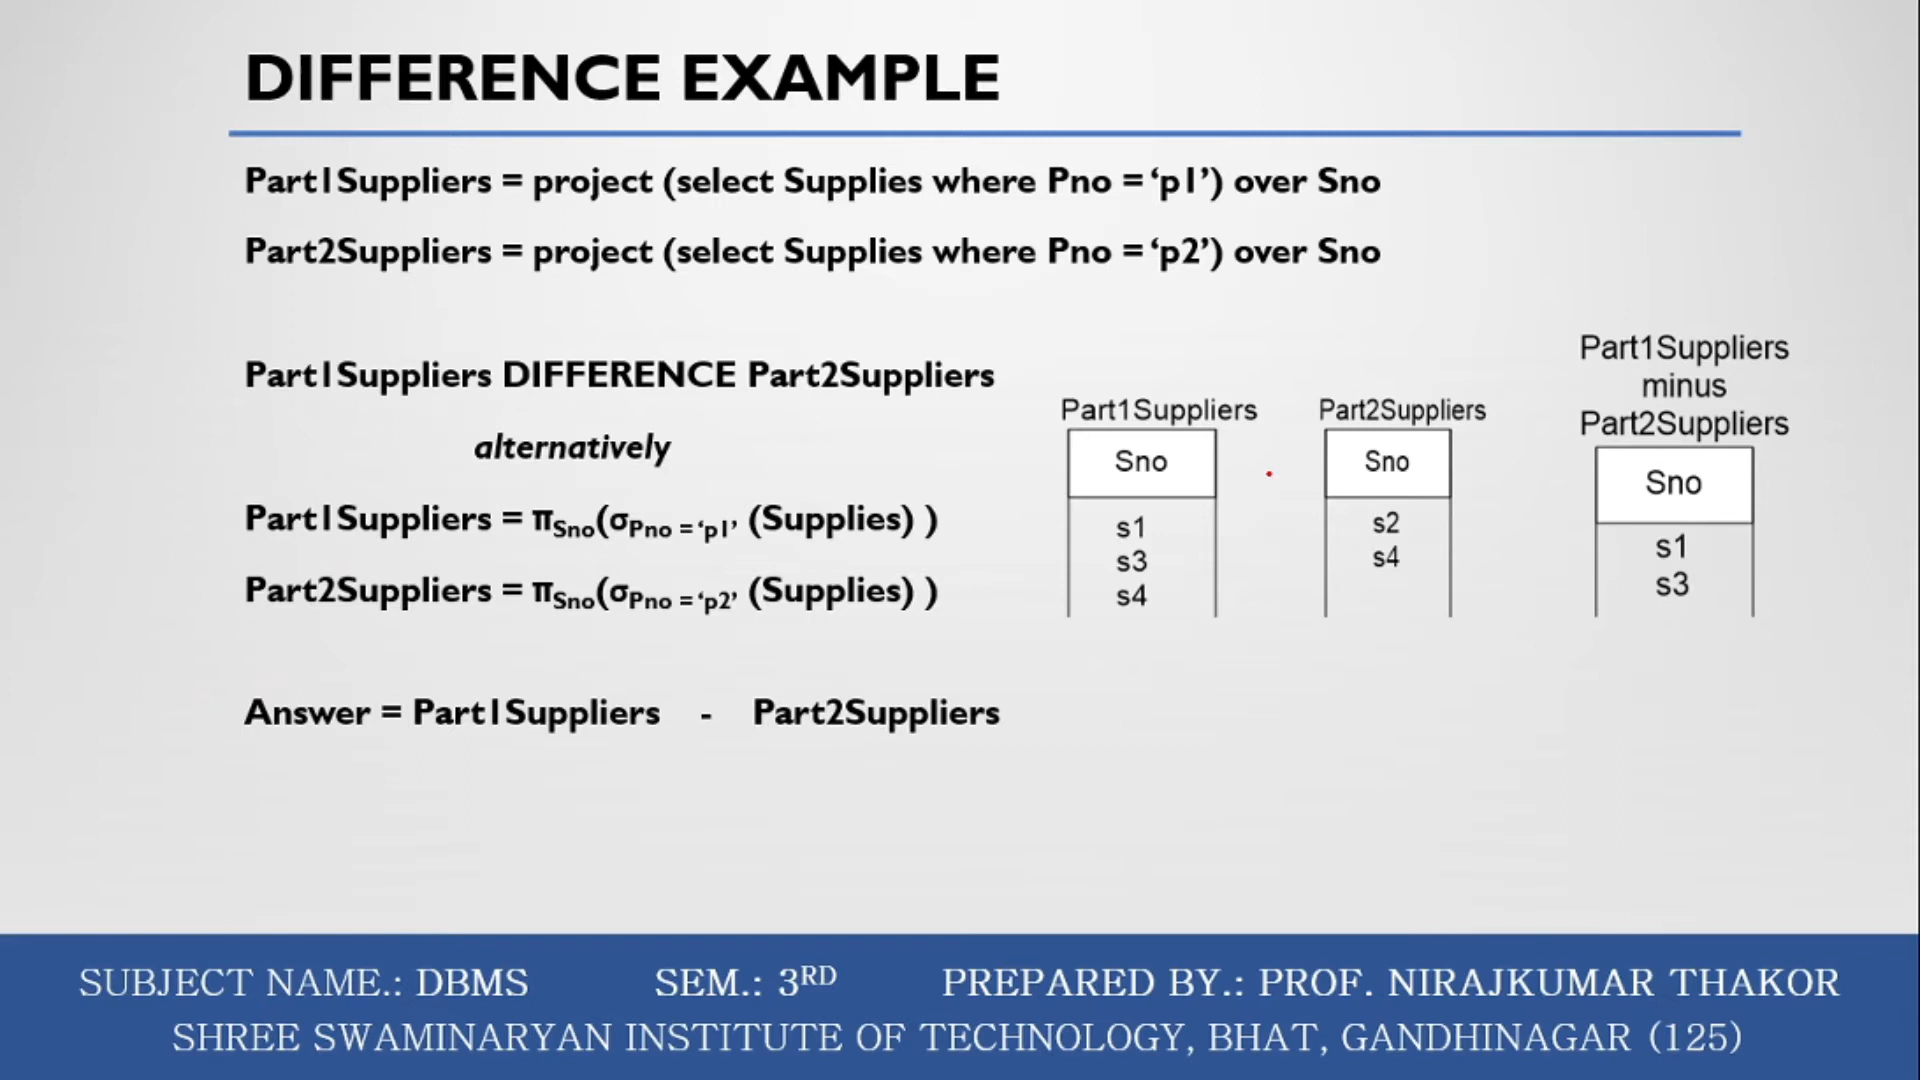 DIFFERENCE EXAMPLE
Part1Suppliers = project (select Supplies where Pno = ‘p1’) over Sno
Part2Suppliers = project (select Supplies where Pno = ‘p2’) over Sno
Part1Suppliers DIFFERENCE Part2Suppliers
alternatively
Part1Suppliers = πSno(σPno = ‘p1’ (Supplies) )
Part2Suppliers = πSno(σPno = ‘p2’ (Supplies) )
Answer = Part1Suppliers - Part2Suppliers
Part1Suppliers
Sno
s1
s3
s4
Part2Suppliers
Sno
s2
s4
Part1Suppliers
minus
Part2Suppliers
Sno
s1
s3
SUBJECT NAME.: DBMS SEM.: 3RD PREPARED BY.: PROF. NIRAJKUMAR THAKOR
SHREE SWAMINARYAN INSTITUTE OF TECHNOLOGY, BHAT, GANDHINAGAR (125)